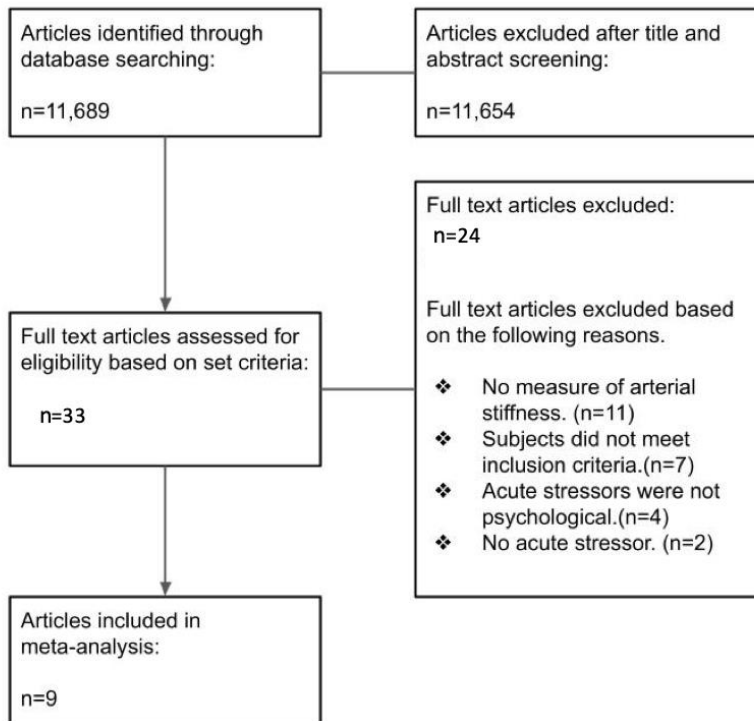 Articles identified through
database searching:
n=11,689
Articles excluded after title and
abstract screening:
n=11,654
Full text articles excluded:
n=24
Full text articles excluded based
on the following reasons.
❖ No measure of arterial
stiffness. (n=11)
❖ Subjects did not meet
inclusion criteria.(n=7)
❖ Acute stressors were not
psychological.(n=4)
❖ No acute stressor. (n=2)
Full text articles assessed for
eligibility based on set criteria:
n=33
Articles included in
meta-analysis:
n=9